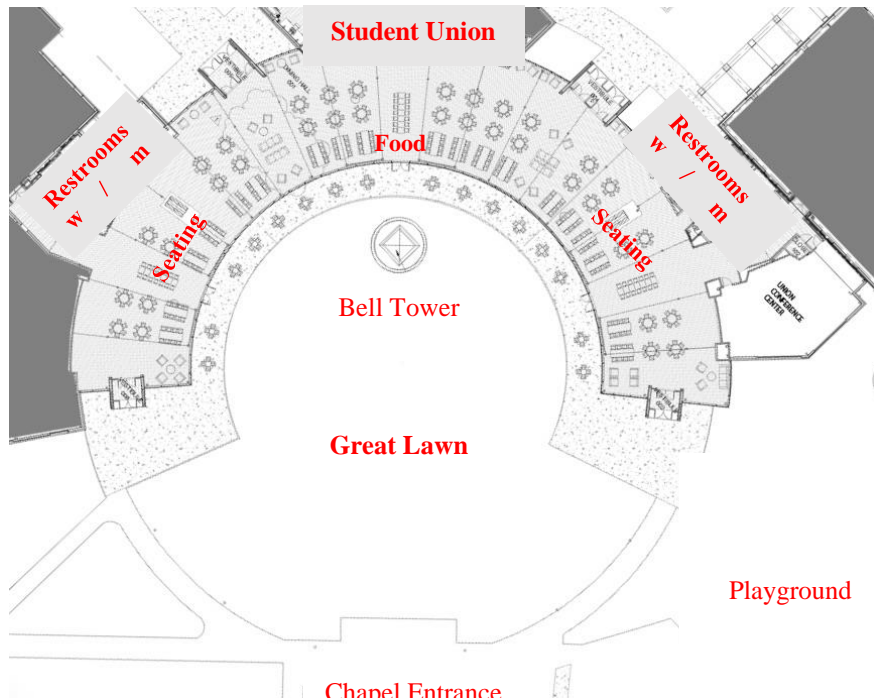 Student Union
Restrooms
w / m
Food
Restrooms
w / m
Seating
Seating
UNION
CONFERENCE
CENTER
Bell Tower
Great Lawn
Playground
Chapel Entrance